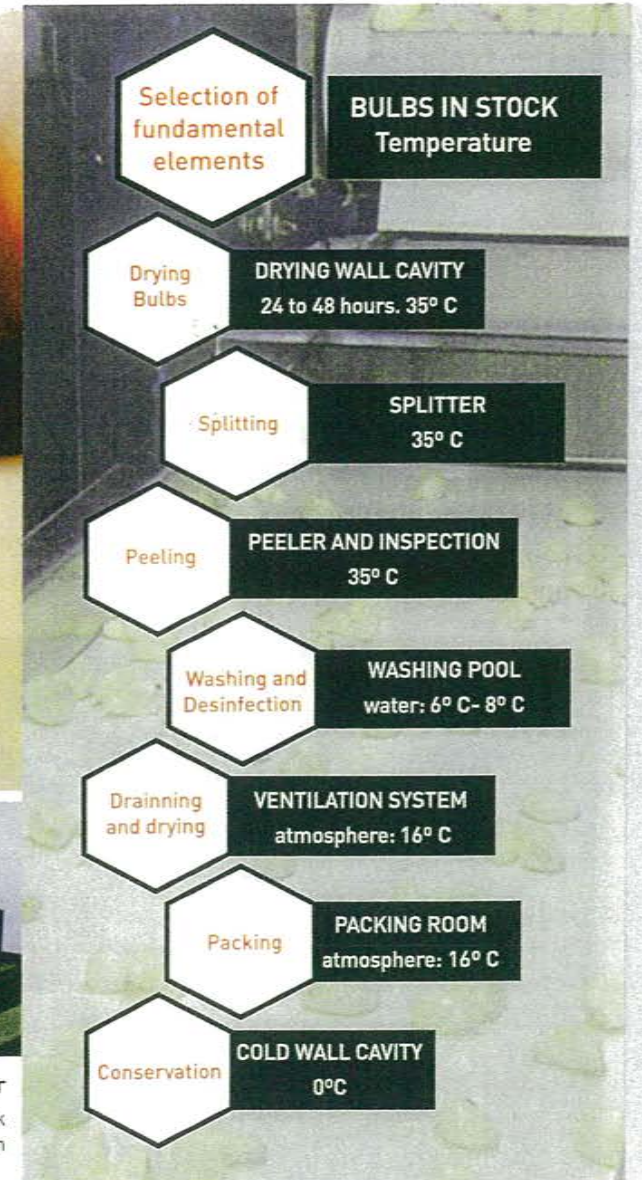 Selection of
fundamental
elements
BULBS IN STOCK
Temperature
Drying
Bulbs
DRYING WALL CAVITY
24 to 48 hours. 35º C
Splitting
SPLITTER
35º C
Peeling
PEELER AND INSPECTION
35º C
Washing and
Desinfection
WASHING POOL
water: 6º C- 8º C
Drainning
and drying
VENTILATION SYSTEM
atmosphere: 16º C
Packing
PACKING ROOM
atmosphere: 16º C
Conservation
COLD WALL CAVITY
0ºC